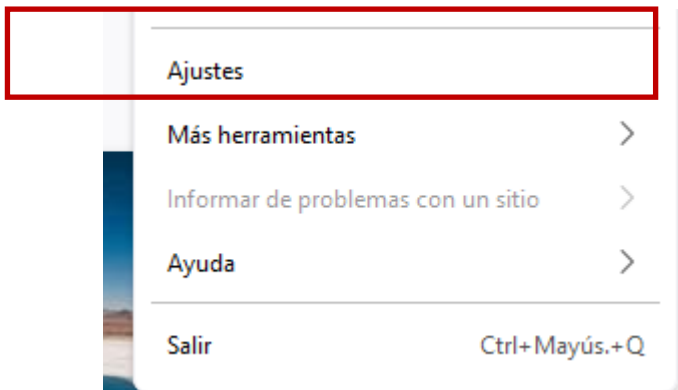 Ajustes
Más herramientas
Informar de problemas con un sitio
Ayuda
Salir Ctrl+Mayús.+Q